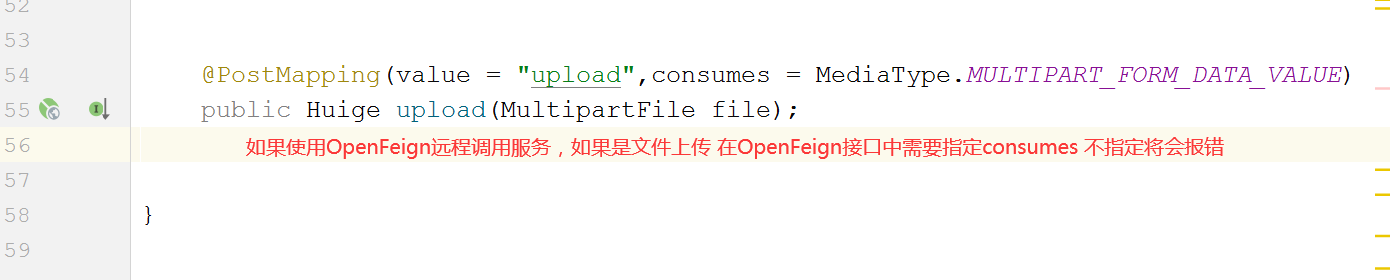 52
53
54 @PostMapping(value = "upload",consumes = MediaType.MULTIPART_FORM_DATA_VALUE)
55 public Huige upload(MultipartFile file);
56 如果使用OpenFeign远程调用服务，如果是文件上传 在OpenFeign接口中需要指定consumes 不指定将会报错
57
58 }
59